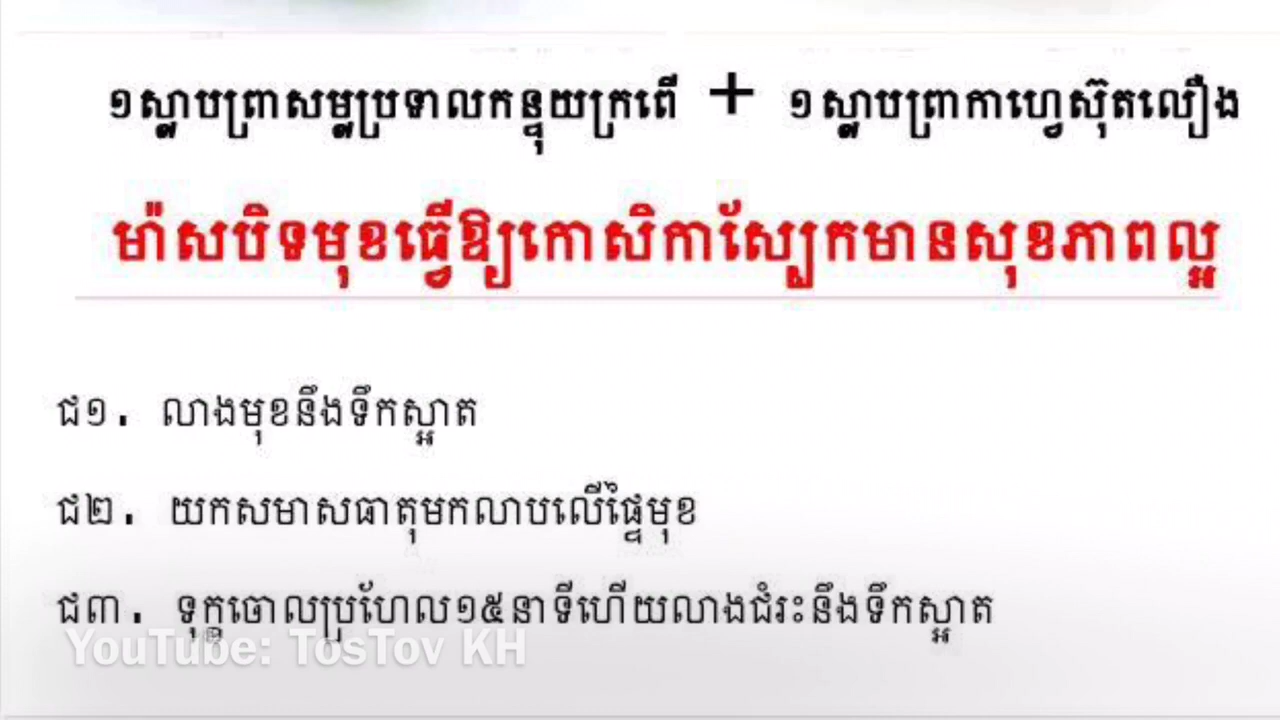 ១ស្លាបព្រាសម្លប្រទាលកន្ទុយក្រពើ + ១ស្លាបព្រាកាហ្វេស៊ុតលឿង
ម៉ាសបិទមុខធ្វើឱ្យកោសិកាស្បែកមានសុខភាពល្អ
ជ១. លាងមុខនឹងទឹកស្អាត
ជ២. យកសមាសធាតុមកលាបលើផ្ទៃមុខ
ជ៣. ទុក្ខចោលប្រហែល១៥នាទីហើយលាងជំរះនឹងទឹកស្អាត
YouTube: TosTov KH